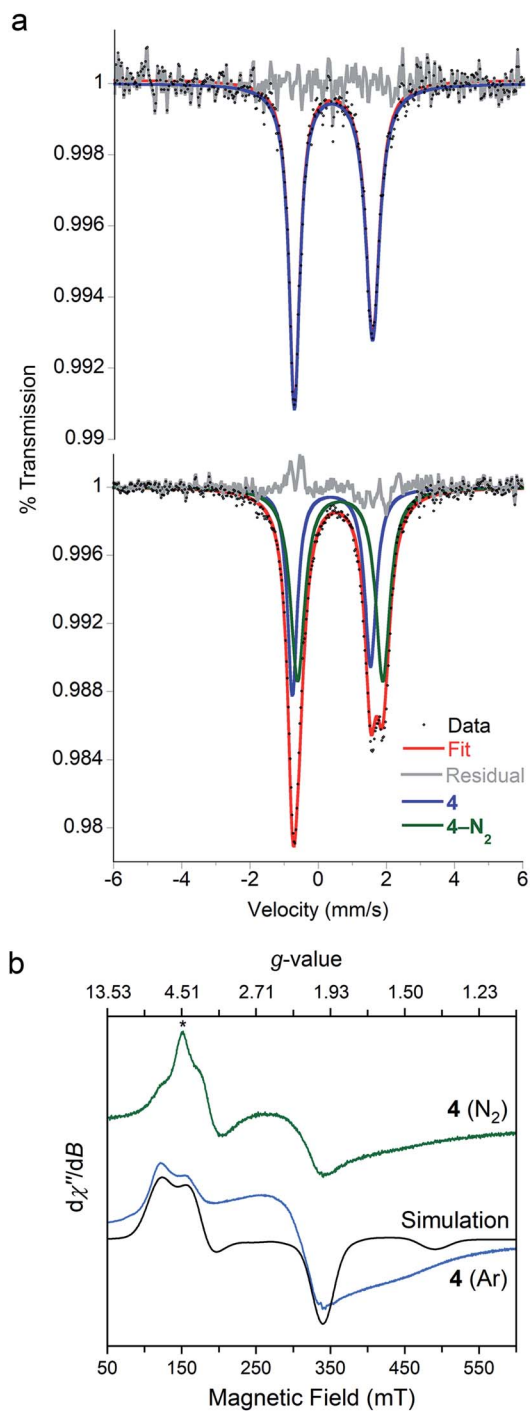 a
1
0.998
0.996
0.994
0.992
0.99
% Transmission
1
0.996
0.992
0.988
0.984
0.98
Data
Fit
Residual
4
4–N2
-6 -4 -2 0 2 4 6
Velocity (mm/s)
b
g-value
13.53 4.51 2.71 1.93 1.50 1.23
*
4 (N2)
Simulation
4 (Ar)
dχ''/dB
50 150 250 350 450 550
Magnetic Field (mT)